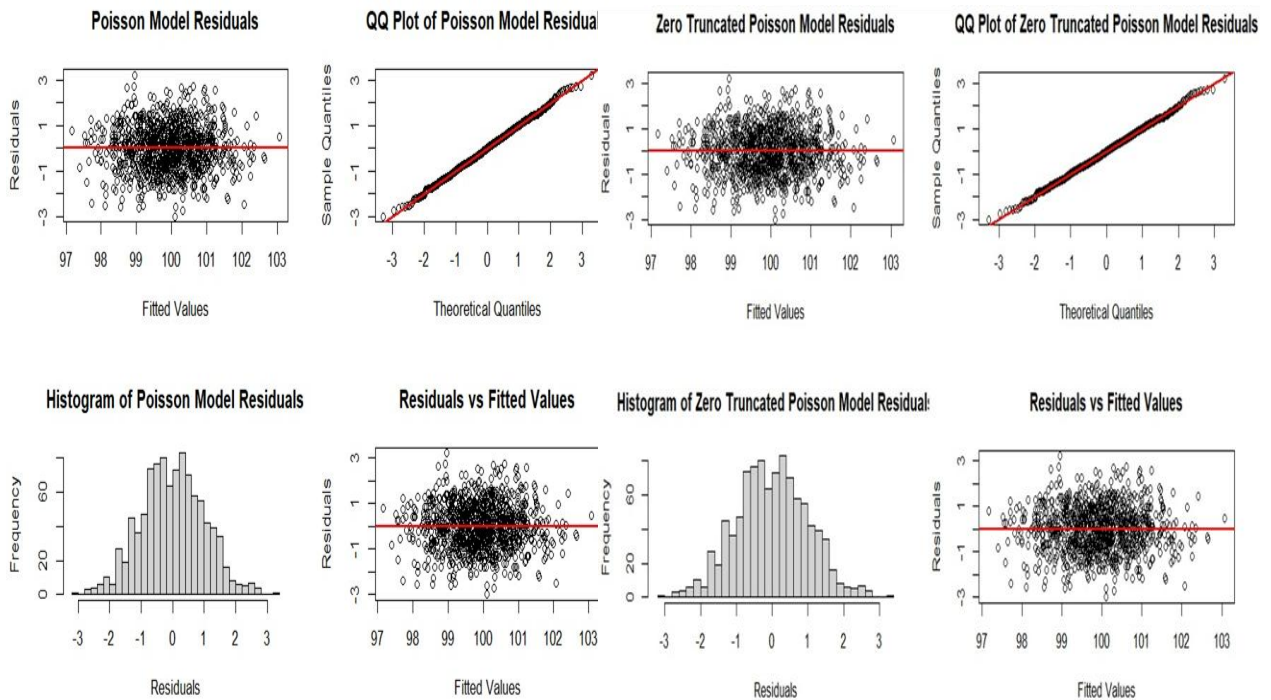 Poisson Model Residuals
Residuals
3
1
-1
-3
97 98 99 100 101 102 103
Fitted Values
QQ Plot of Poisson Model Residual
Sample Quantiles
3
1
-1
-3
-3 -2 -1 0 1 2 3
Theoretical Quantiles
Zero Truncated Poisson Model Residuals
Residuals
3
1
-1
-3
97 98 99 100 101 102 103
Fitted Values
QQ Plot of Zero Truncated Poisson Model Residuals
Sample Quantiles
3
1
-1
-3
-3 -2 -1 0 1 2 3
Theoretical Quantiles
Histogram of Poisson Model Residuals
Frequency
60
20
0
-3 -2 -1 0 1 2 3
Residuals
Residuals vs Fitted Values
Residuals
3
1
-1
-3
97 98 99 100 101 102 103
Fitted Values
Histogram of Zero Truncated Poisson Model Residuals
Frequency
60
20
0
-3 -2 -1 0 1 2 3
Residuals
Residuals vs Fitted Values
Residuals
3
1
-1
-3
97 98 99 100 101 102 103
Fitted Values